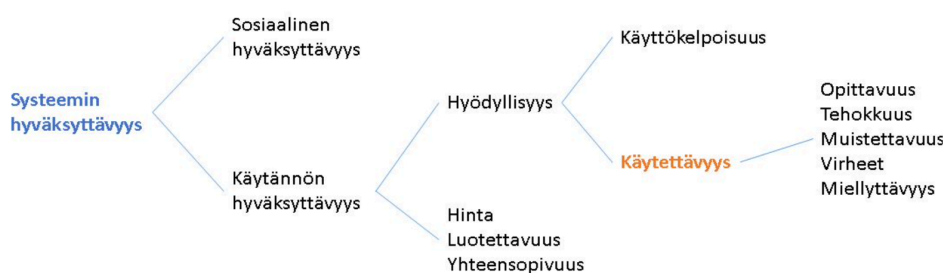 Systeemin
hyväksyttävyys
Sosiaalinen
hyväksyttävyys
Käytännön
hyväksyttävyys
Hyödyllisyys
Hinta
Luotettavuus
Yhteensopivuus
Käyttökelpoisuus
Käytettävyys
Opittavuus
Tehokkuus
Muistettavuus
Virheet
Miellyttävyys